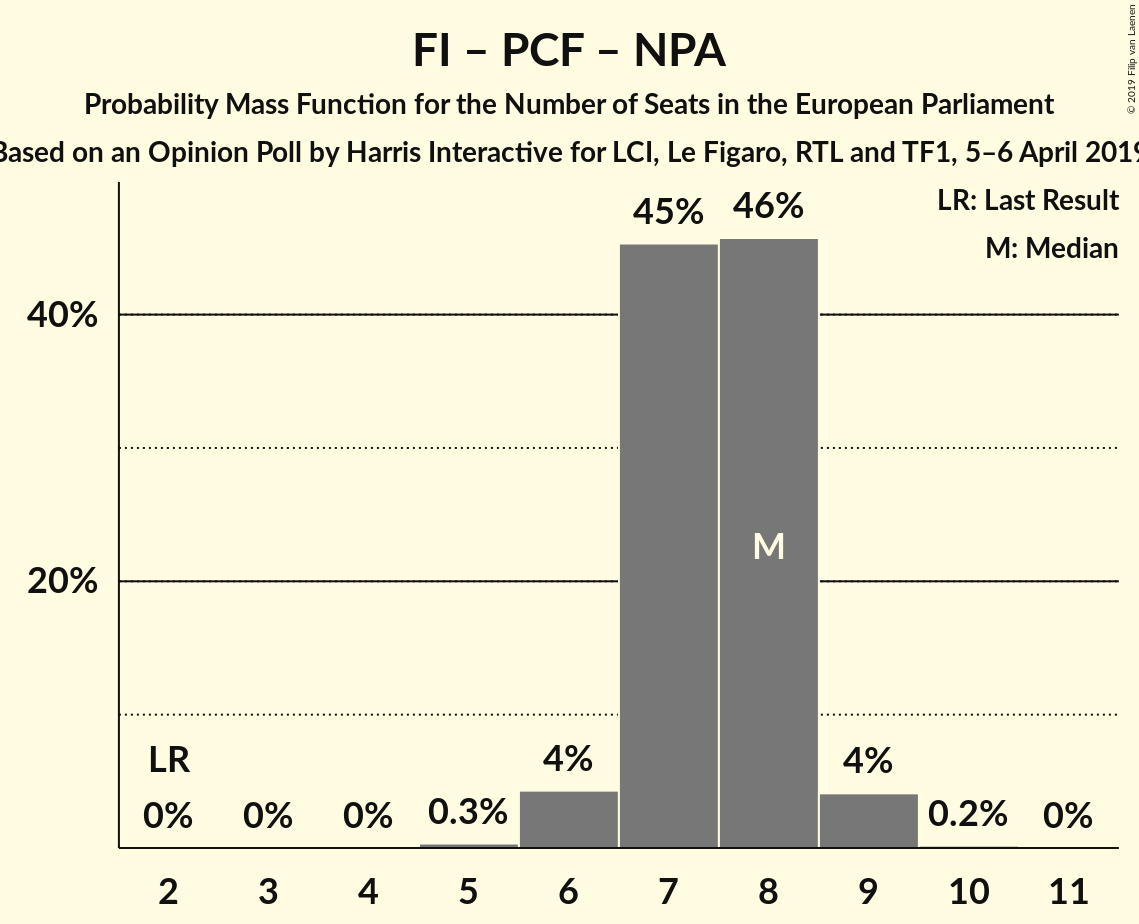 FI – PCF – NPA
Probability Mass Function for the Number of Seats in the European Parliament
Based on an Opinion Poll by Harris Interactive for LCI, Le Figaro, RTL and TF1, 5–6 April 2019
© 2019 Filip van Laenen
LR: Last Result
M: Median
45%
46%
40%
M
20%
LR
4%
4%
0%
0%
0%
0.3%
0.2%
0%
2
3
4
5
6
7
8
9
10
11